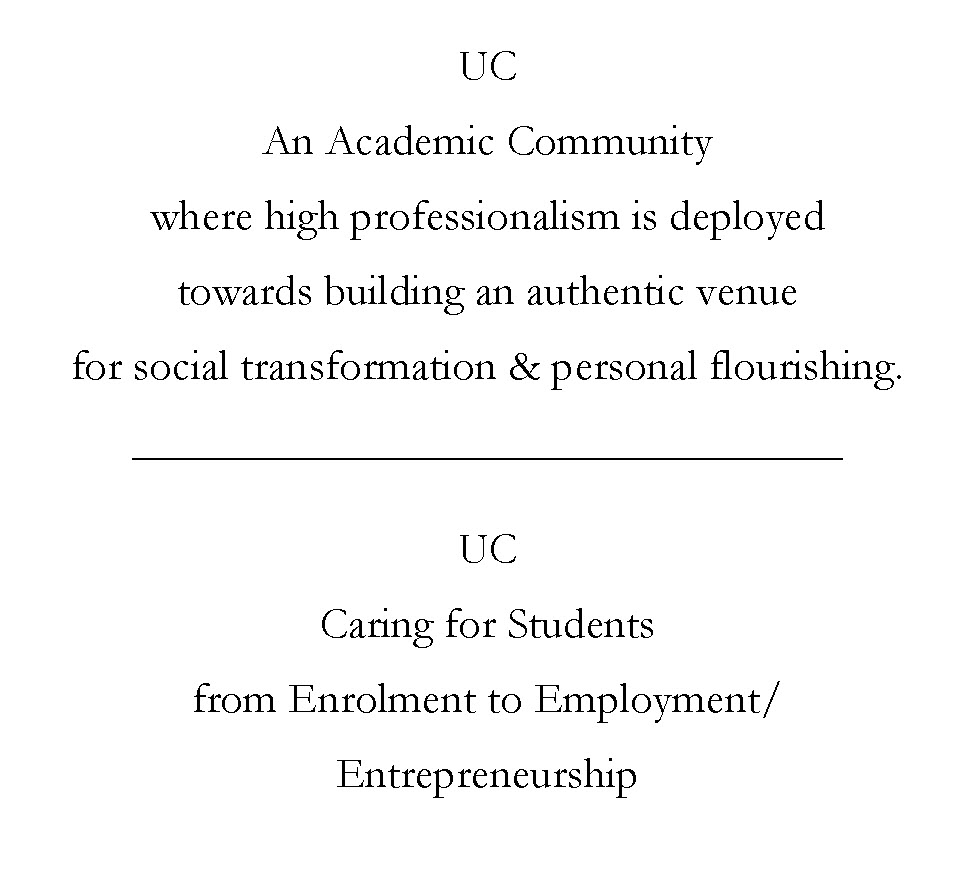 UC
An Academic Community
where high professionalism is deployed
towards building an authentic venue
for social transformation & personal flourishing.
UC
Caring for Students
from Enrolment to Employment/
Entrepreneurship